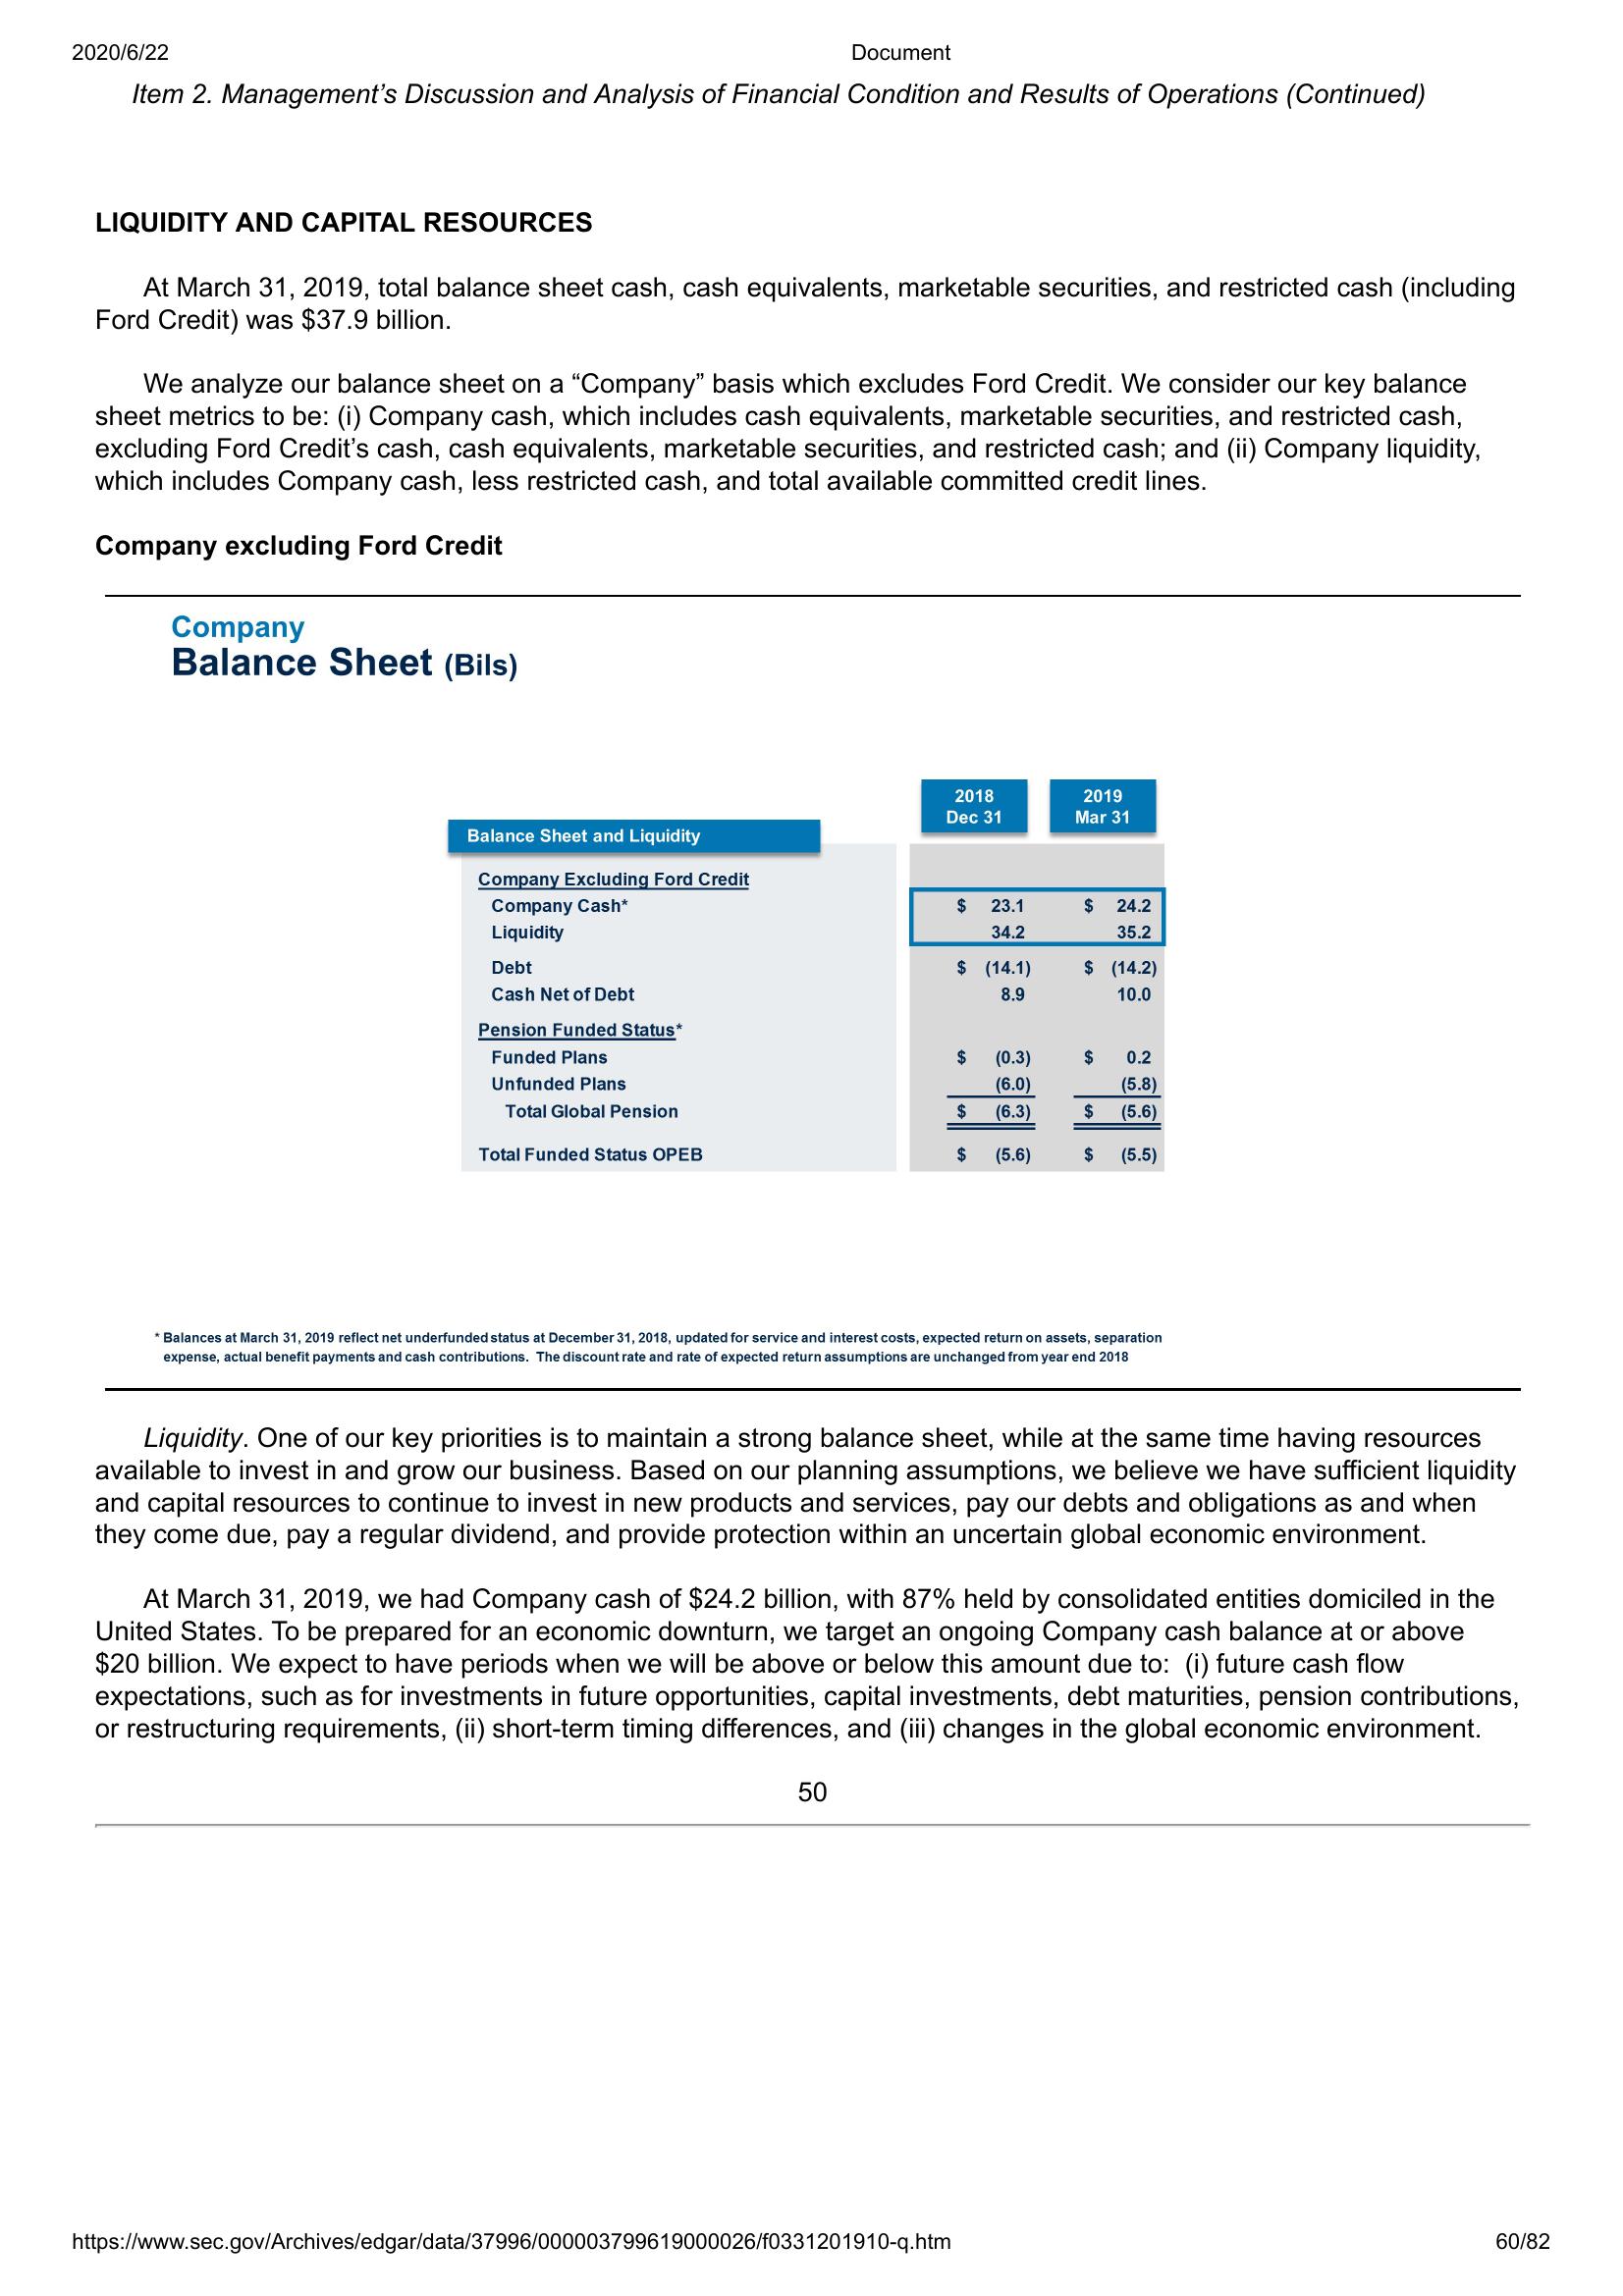 2020/6/22 Document
Item 2. Management’s Discussion and Analysis of Financial Condition and Results of Operations (Continued)
LIQUIDITY AND CAPITAL RESOURCES
At March 31, 2019, total balance sheet cash, cash equivalents, marketable securities, and restricted cash (including
Ford Credit) was $37.9 billion.
We analyze our balance sheet on a “Company” basis which excludes Ford Credit. We consider our key balance
sheet metrics to be: (i) Company cash, which includes cash equivalents, marketable securities, and restricted cash,
excluding Ford Credit’s cash, cash equivalents, marketable securities, and restricted cash; and (ii) Company liquidity,
which includes Company cash, less restricted cash, and total available committed credit lines.
Company excluding Ford Credit
Company
Balance Sheet (Bils)
2018 2019
Dec 31 Mar 31
Balance Sheet and Liquidity
Company Excluding Ford Credit
Company Cash* $ 23.1 $ 24.2
Liquidity 34.2 35.2
Debt $ (14.1) $ (14.2)
Cash Net of Debt 8.9 10.0
Pension Funded Status*
Funded Plans $ (0.3) $ 0.2
Unfunded Plans (6.0) (5.8)
Total Global Pension $ (6.3) $ (5.6)
Total Funded Status OPEB $ (5.6) $ (5.5)
* Balances at March 31, 2019 reflect net underfunded status at December 31, 2018, updated for service and interest costs, expected return on assets, separation
expense, actual benefit payments and cash contributions. The discount rate and rate of expected return assumptions are unchanged from year end 2018
Liquidity. One of our key priorities is to maintain a strong balance sheet, while at the same time having resources
available to invest in and grow our business. Based on our planning assumptions, we believe we have sufficient liquidity
and capital resources to continue to invest in new products and services, pay our debts and obligations as and when
they come due, pay a regular dividend, and provide protection within an uncertain global economic environment.
At March 31, 2019, we had Company cash of $24.2 billion, with 87% held by consolidated entities domiciled in the
United States. To be prepared for an economic downturn, we target an ongoing Company cash balance at or above
$20 billion. We expect to have periods when we will be above or below this amount due to: (i) future cash flow
expectations, such as for investments in future opportunities, capital investments, debt maturities, pension contributions,
or restructuring requirements, (ii) short-term timing differences, and (iii) changes in the global economic environment.
50
https://www.sec.gov/Archives/edgar/data/37996/000003799619000026/f0331201910-q.htm 60/82